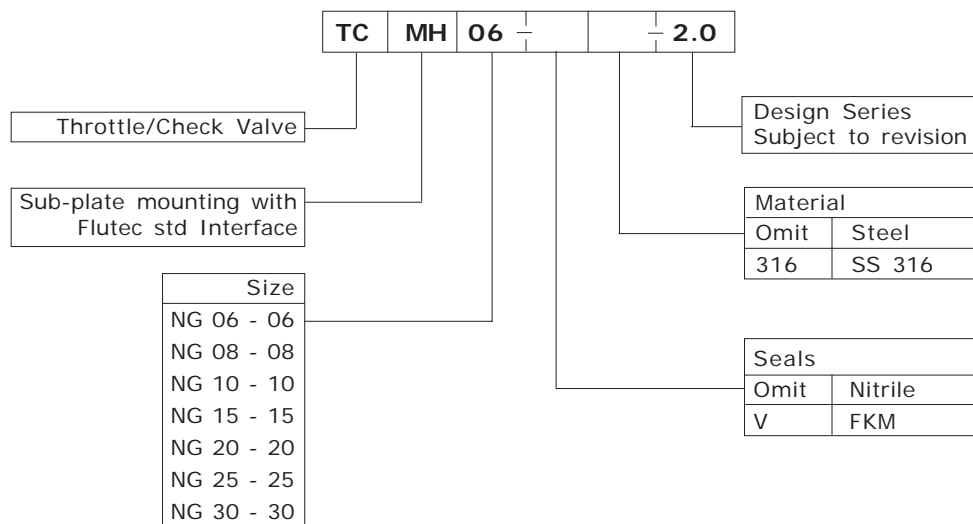 TC MH 06 - - 2.0
Throttle/Check Valve
Sub-plate mounting with
Flutec std Interface
Size
NG 06 - 06
NG 08 - 08
NG 10 - 10
NG 15 - 15
NG 20 - 20
NG 25 - 25
NG 30 - 30
Design Series
Subject to revision
Material
Omit Steel
316 SS 316
Seals
Omit Nitrile
V FKM